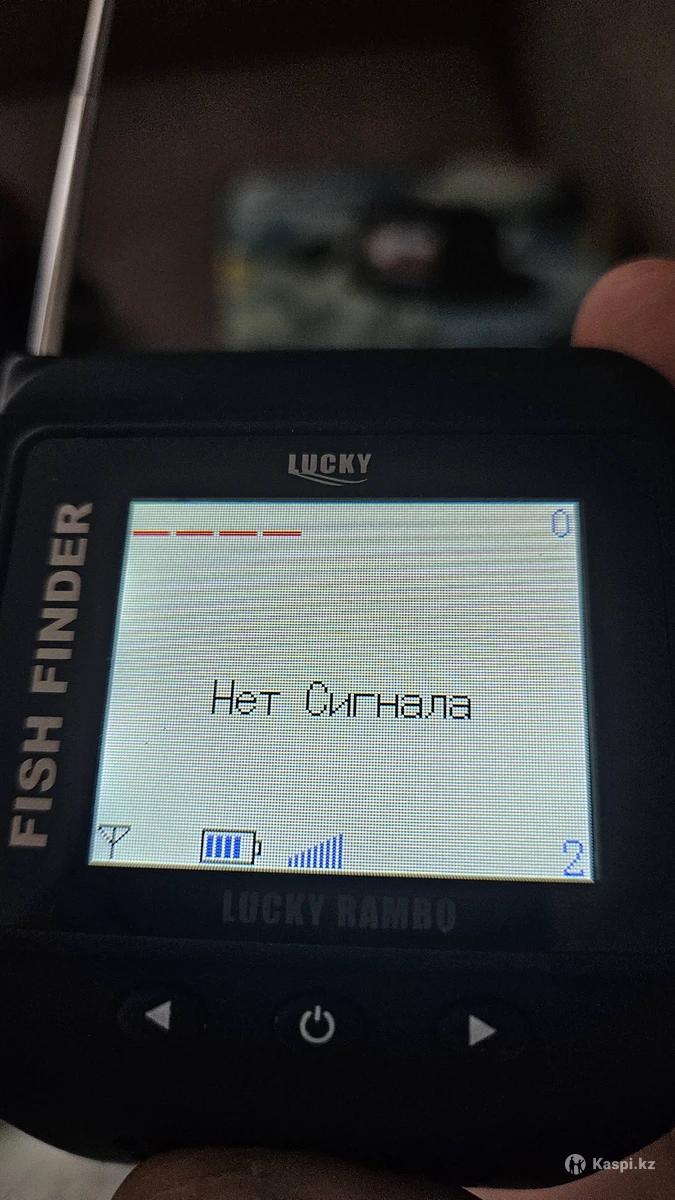 LUCKY
FISH FINDER
0
Нет Сигнала
2
LUCKY RAMBO
Kaspi.kz